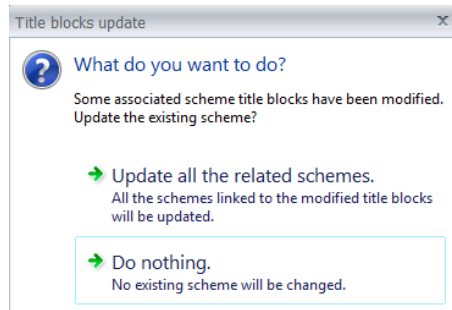 Title blocks update
x
What do you want to do?
Some associated scheme title blocks have been modified.
Update the existing scheme?
Update all the related schemes.
All the schemes linked to the modified title blocks
will be updated.
Do nothing.
No existing scheme will be changed.